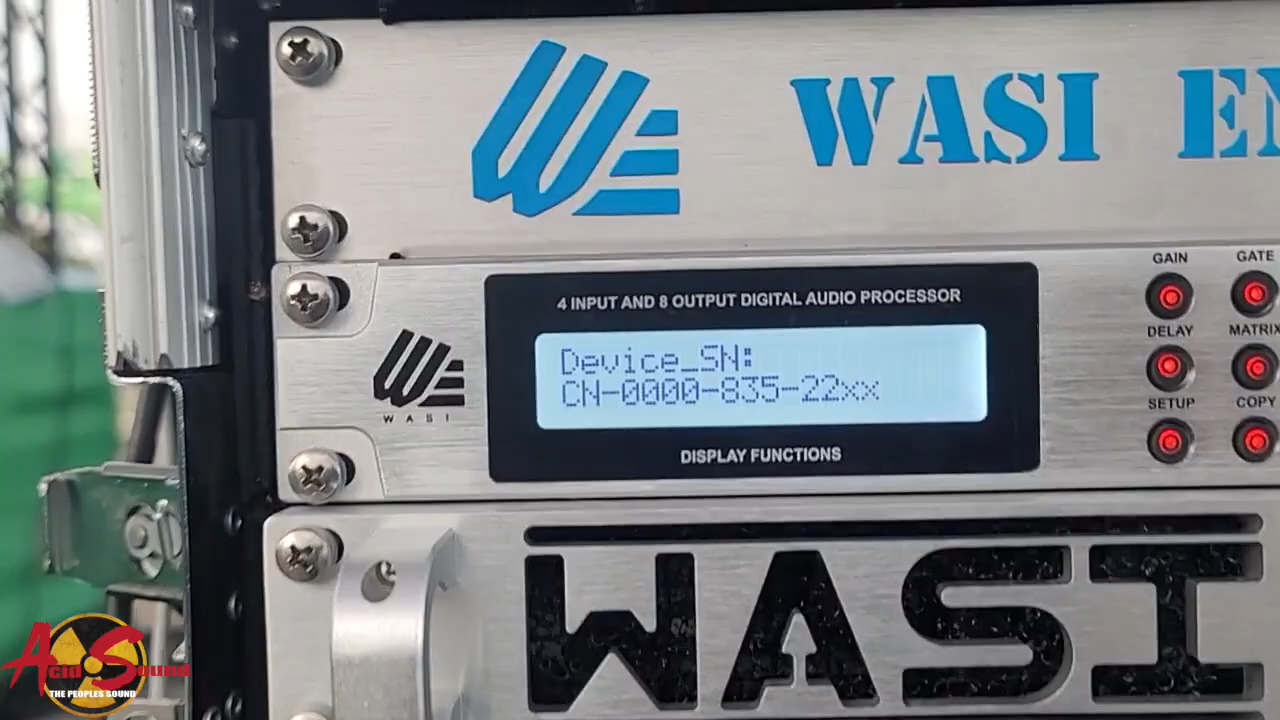 WASI EN
4 INPUT AND 8 OUTPUT DIGITAL AUDIO PROCESSOR
Device_SN:
CN-0000-835-22xx
DISPLAY FUNCTIONS
WASI
GAIN
GATE
DELAY
MATRIX
SETUP
COPY
WASI
Acid Sound
THE PEOPLES SOUND